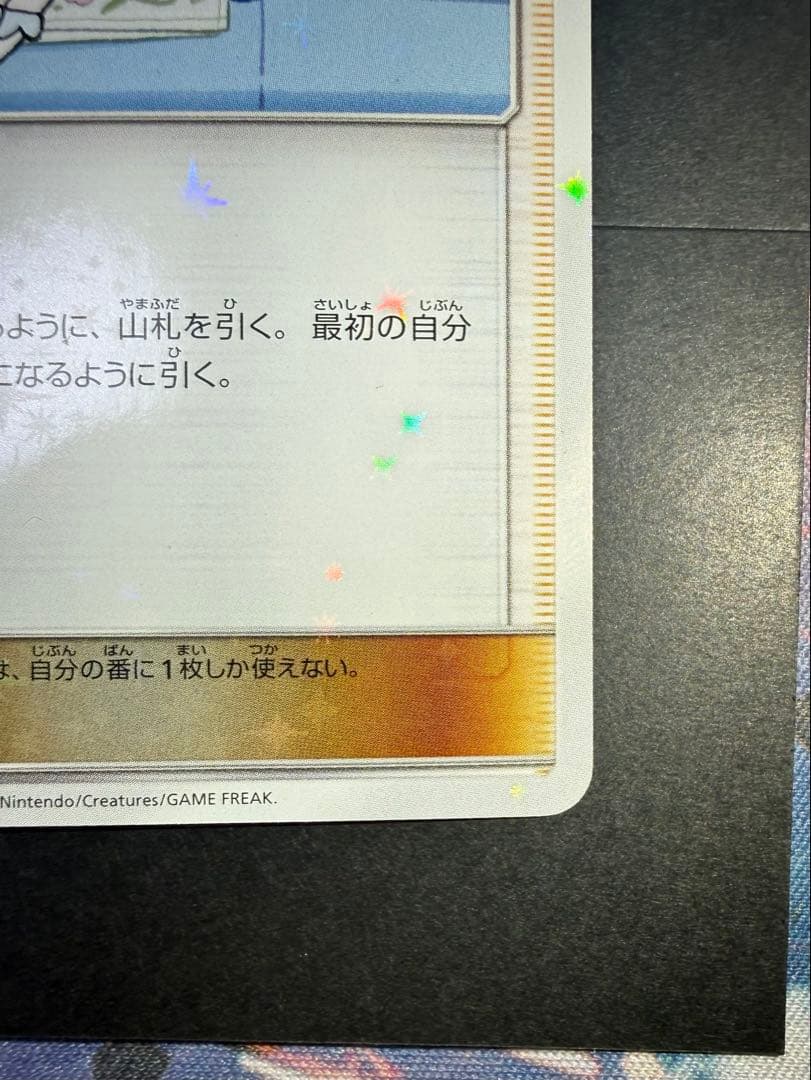 ように、山札を引く。 最初の自分
になるように引く。
は、自分の番に1枚しか使えない。
Nintendo/Creatures/GAME FREAK.